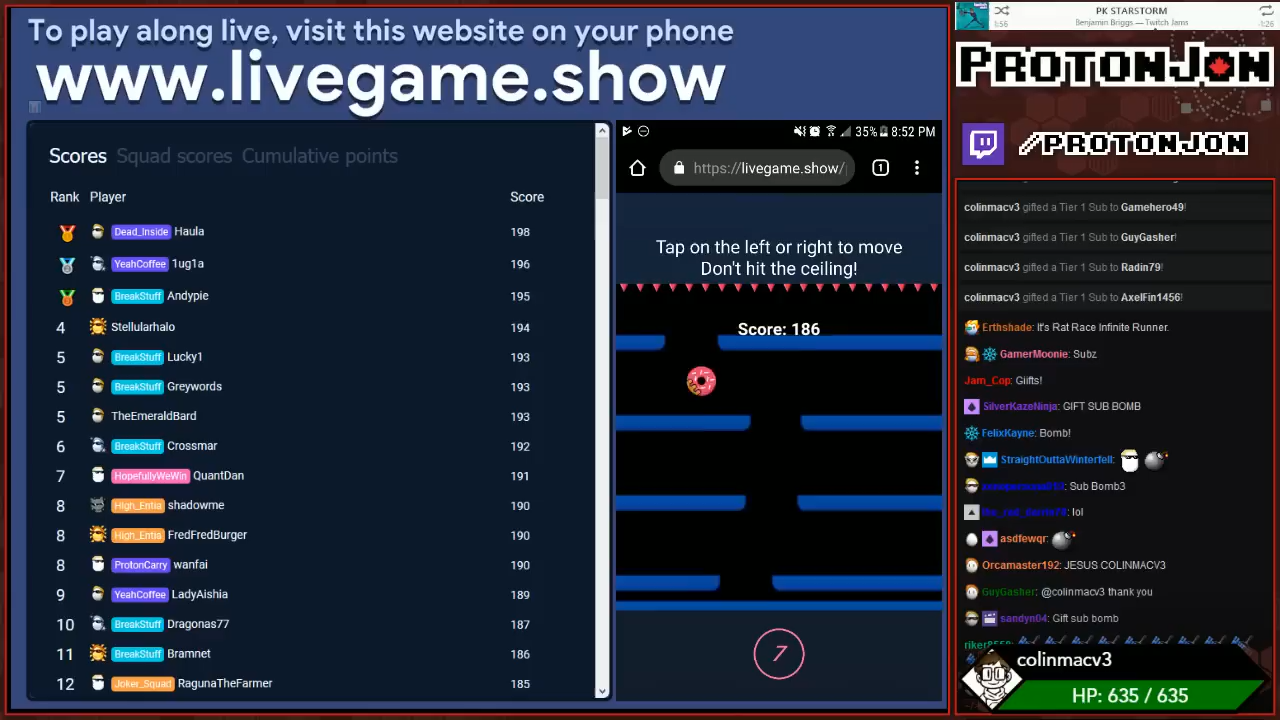 To play along live, visit this website on your phone
www.livegame.show
Scores Squad scores Cumulative points
Rank Player Score
Dead_Inside Haula 198
YeahCoffee 1ug1a 196
BreakStuff Andypie 195
4 Stellularhalo 194
5 BreakStuff Lucky1 193
5 BreakStuff Greywords 193
5 TheEmeraldBard 193
6 BreakStuff Crossmar 192
7 HopefullyWeWin QuantDan 191
8 High_Entia shadowme 190
8 High_Entia FredFredBurger 190
8 ProtonCarry wanfai 190
9 YeahCoffee LadyAishia 189
10 BreakStuff Dragonas77 187
11 BreakStuff Bramnet 186
12 Joker_Squad RagunaTheFarmer 185
35% 8:52 PM
https://livegame.show/
1
Tap on the left or right to move
Don't hit the ceiling!
Score: 186
7
PK STARSTORM
Benjamin Briggs — Twitch Jams
1:56
-1:26
PROTONJON
/PROTONJON
colinmacv3 gifted a Tier 1 Sub to Gamehero49!
colinmacv3 gifted a Tier 1 Sub to GuyGasher!
colinmacv3 gifted a Tier 1 Sub to Radin79!
colinmacv3 gifted a Tier 1 Sub to AxelFin1456!
Erthshade: It's Rat Race Infinite Runner.
GamerMoonie: Subz
Jam_Cop: Giifts!
SilverKazeNinja: GIFT SUB BOMB
FelixKayne: Bomb!
StraightOuttaWinterfell:
Sub Bomb3
lol
asdfewqr:
Orcamaster192: JESUS COLINMACV3
GuyGasher: @colinmacv3 thank you
sandyn04: Gift sub bomb
colinmacv3
HP: 635 / 635